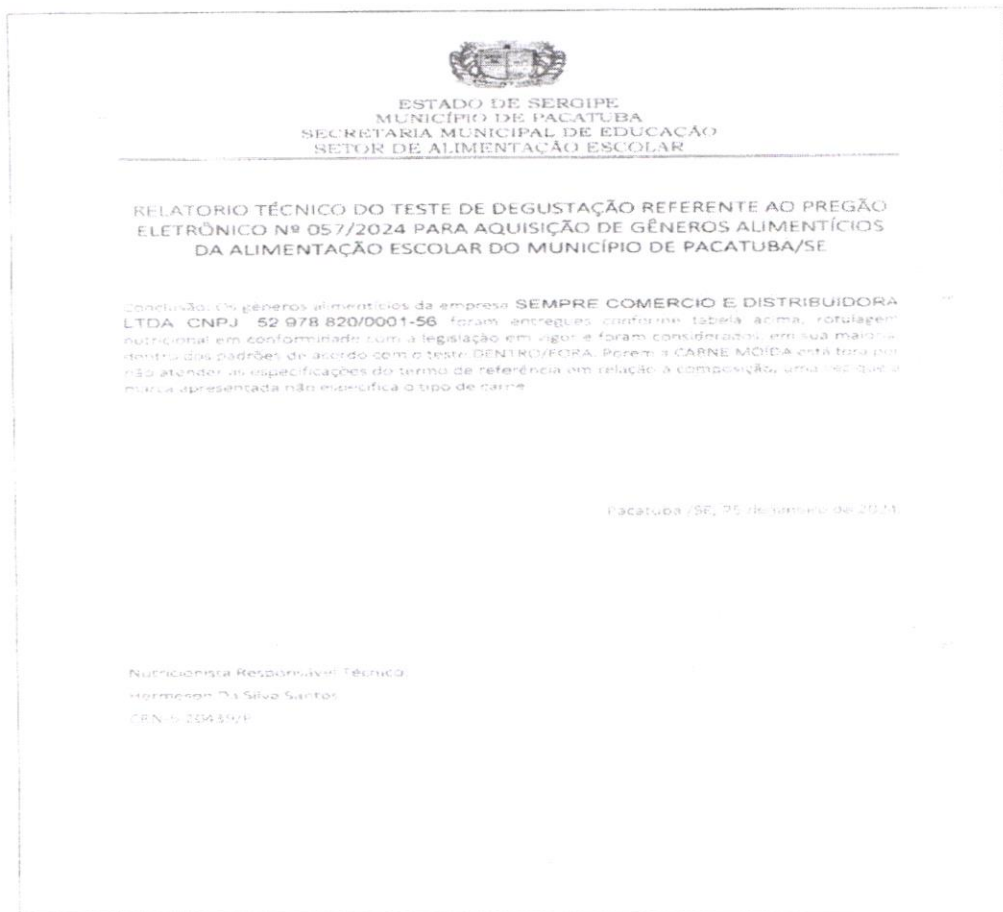 ESTADO DE SERGIPE
MUNICÍPIO DE PACATUBA
SECRETARIA MUNICIPAL DE EDUCAÇÃO
SETOR DE ALIMENTAÇÃO ESCOLAR
RELATORIO TÉCNICO DO TESTE DE DEGUSTAÇÃO REFERENTE AO PREGÃO
ELETRÔNICO Nº 057/2024 PARA AQUISIÇÃO DE GÊNEROS ALIMENTÍCIOS
DA ALIMENTAÇÃO ESCOLAR DO MUNICÍPIO DE PACATUBA/SE
Conclusão: Os gêneros alimentícios da empresa SEMPRE COMERCIO E DISTRIBUIDORA
LTDA CNPJ 52 978 820/0001-56 foram entregues conforme tabela acima, rotulagem
nutricional em conformidade com a legislação em vigor e foram considerados, em sua maioria,
dentro dos padrões de acordo com o teste DENTRO/FORA. Porem a CARNE MOÍDA está fora por
não atender as especificações do termo de referência em relação à composição, uma vez que a
marca apresentada não especifica o tipo de carne
Pacatuba /SE, de de
Nutricionista Responsável Técnico
Da Silva Santos